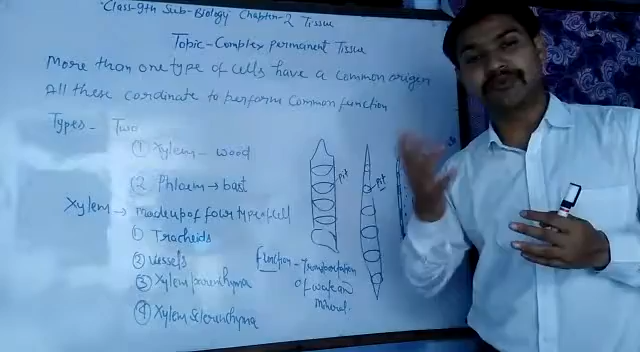 Class-9th Sub-Biology Chapter-2 Tissue
Topic-Complex permanent Tissue
More than one type of cells have a common origen
All these cordinate to perform Common function
Types- Two
① Xylem - wood
② Phloem → bast
Xylem → made up of four type of cell
① Tracheids
② Vessels
③ Xylem parenchyma
④ Xylem sclerenchyma
pit
pit
Function - Transportation
of water and
mineral.